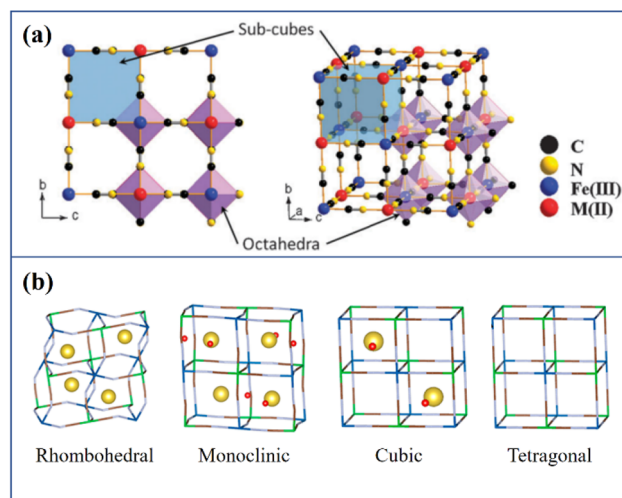 (a)
Sub-cubes
b
c
b
a
c
Octahedra
C
N
Fe(III)
M(II)
(b)
Rhombohedral
Monoclinic
Cubic
Tetragonal